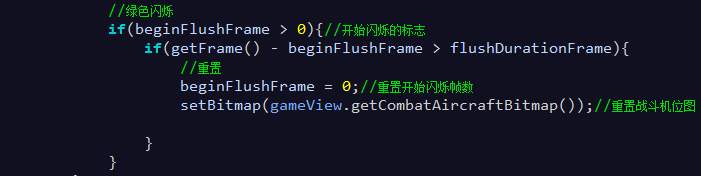 //绿色闪烁
if(beginFlushFrame > 0){//开始闪烁的标志
if(getFrame() - beginFlushFrame > flushDurationFrame){
//重置
beginFlushFrame = 0;//重置开始闪烁帧数
setBitmap(gameView.getCombatAircraftBitmap());//重置战斗机位图
}
}